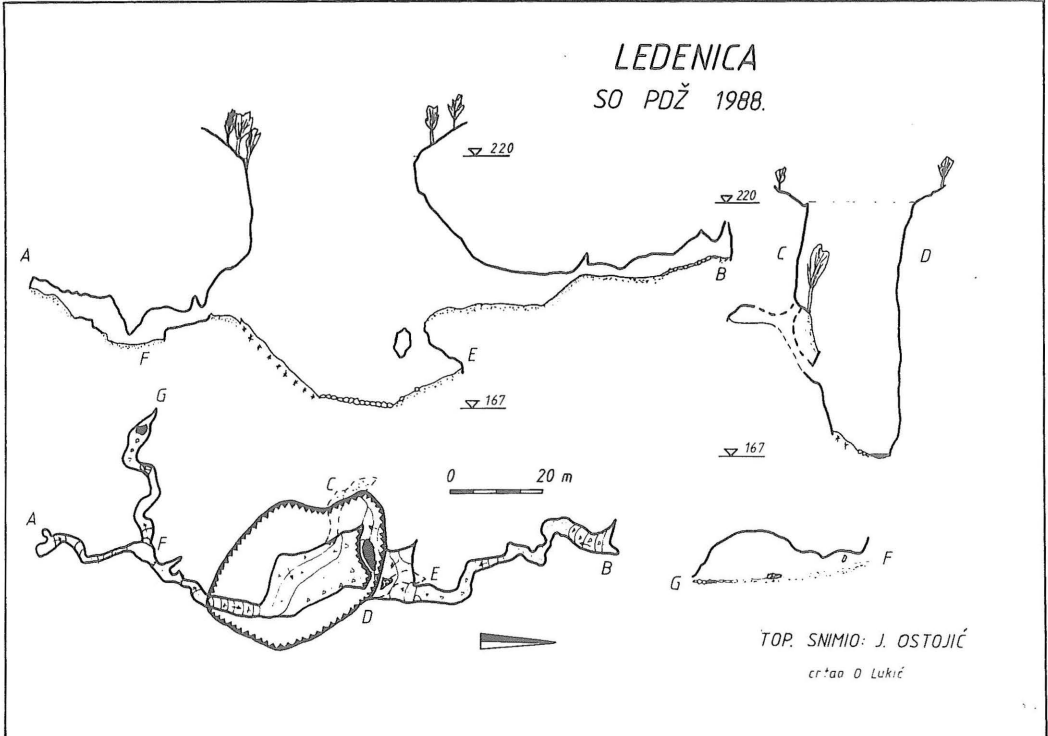 LEDENICA
SO PDŽ 1988.
220
220
A
B
C
D
F
E
167
167
G
0 20 m
C
A
F
E
B
D
G
F
TOP. SNIMIO: J. OSTOJIĆ
crtao O Lukić